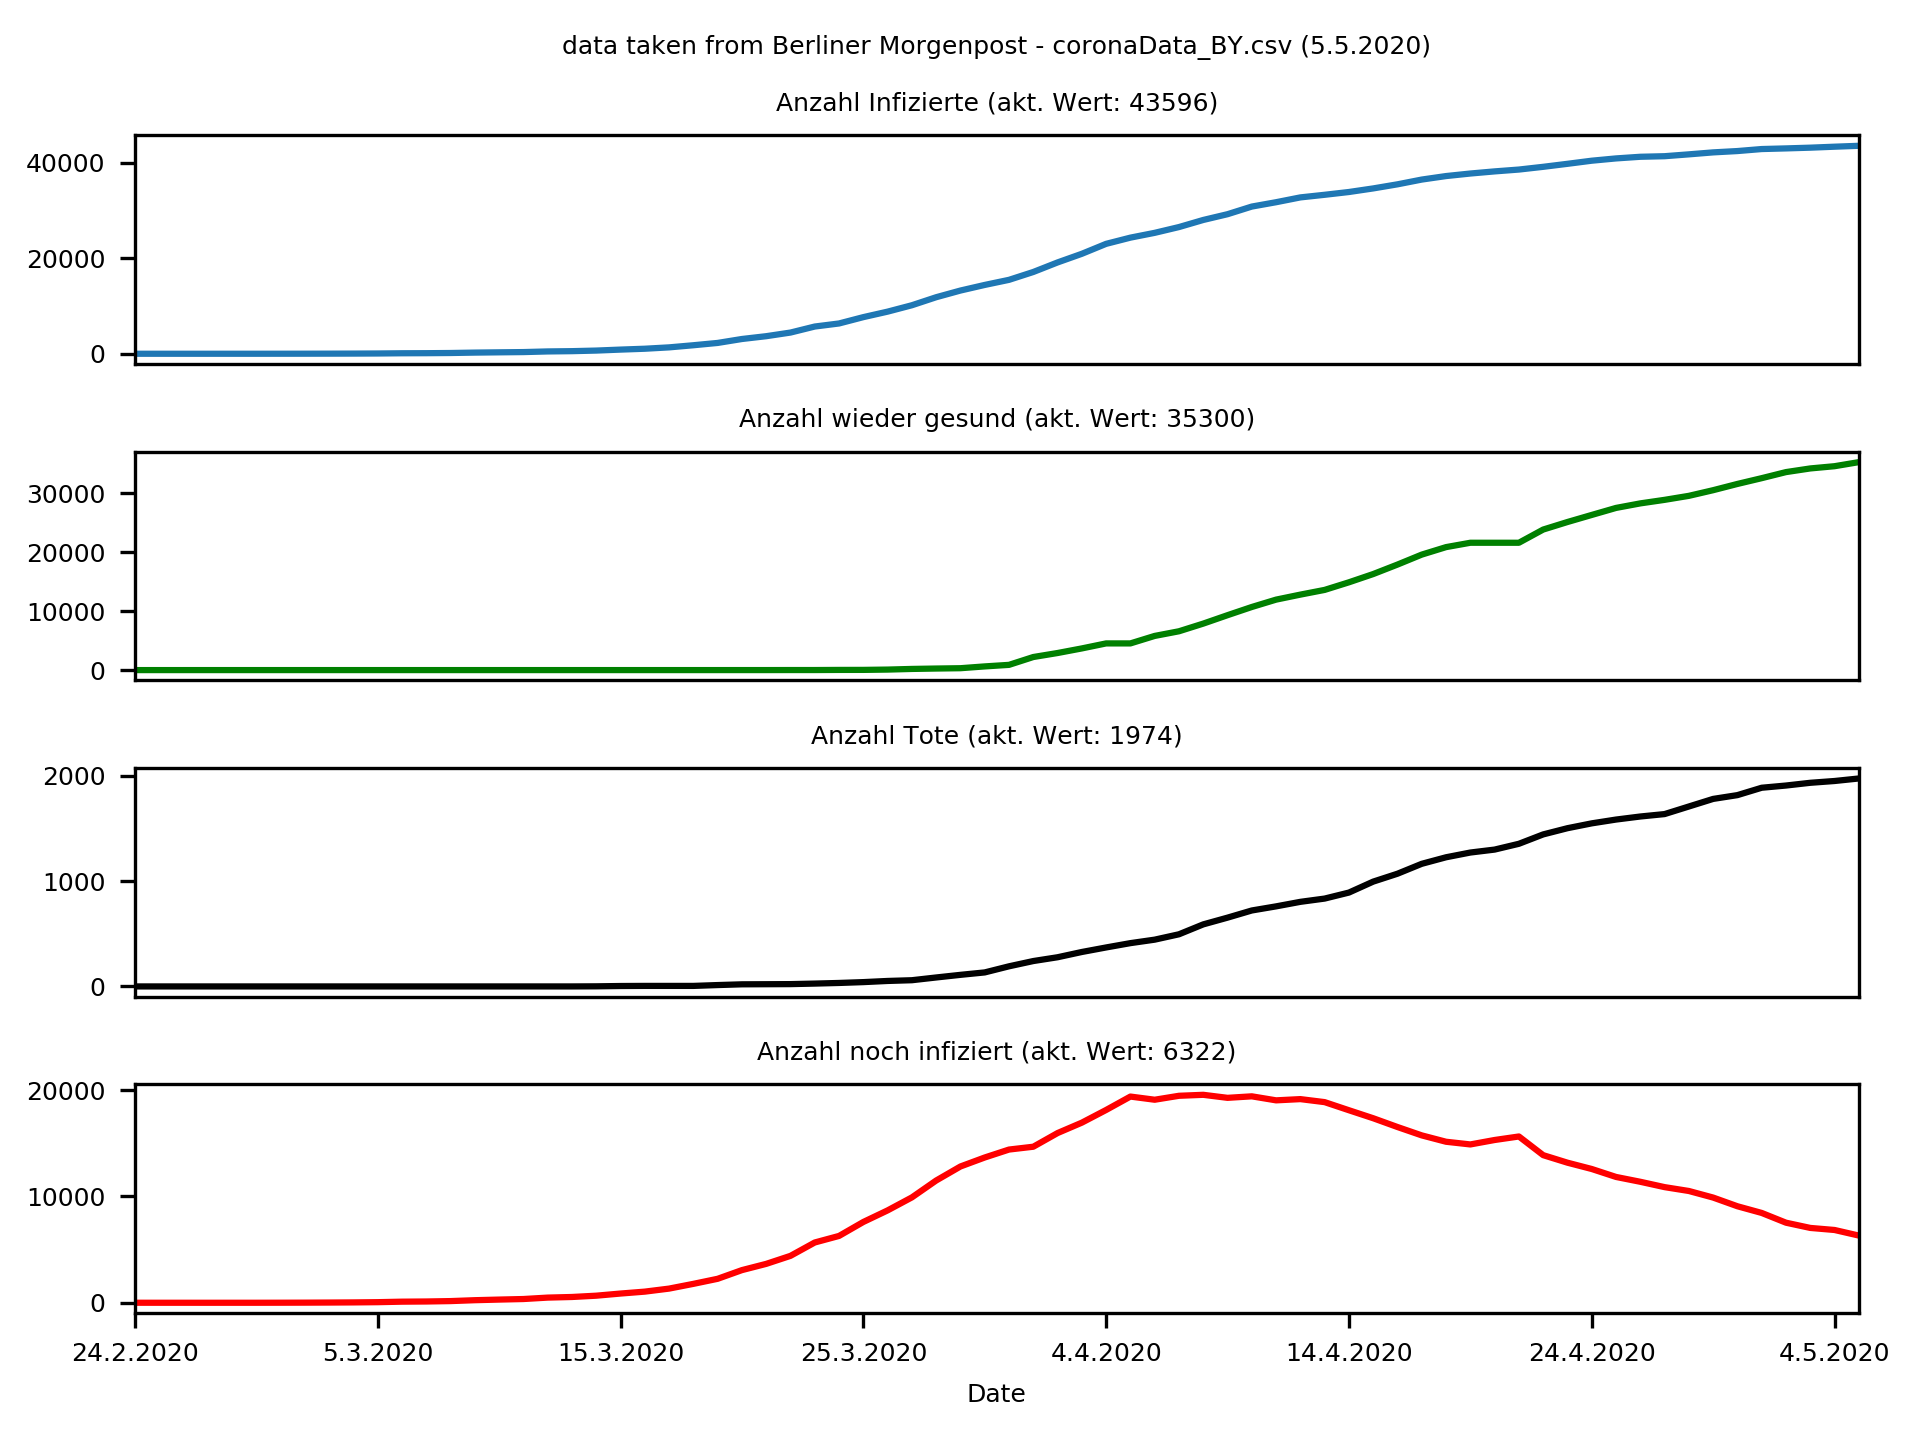 data taken from Berliner Morgenpost - coronaData_BY.csv (5.5.2020)
Anzahl Infizierte (akt. Wert: 43596)
40000
20000
0
Anzahl wieder gesund (akt. Wert: 35300)
30000
20000
10000
0
Anzahl Tote (akt. Wert: 1974)
2000
1000
0
Anzahl noch infiziert (akt. Wert: 6322)
20000
10000
0
24.2.2020 5.3.2020 15.3.2020 25.3.2020 4.4.2020 14.4.2020 24.4.2020 4.5.2020
Date